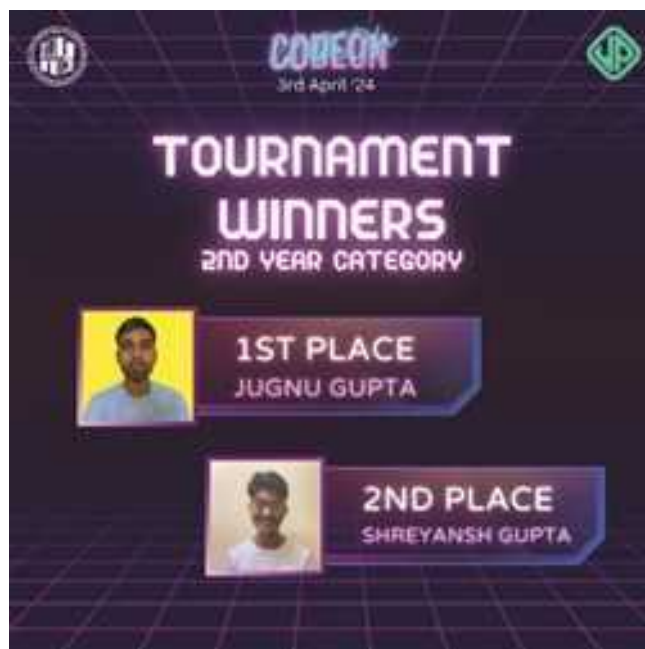 CODEON
3rd April '24
TOURNAMENT
WINNERS
2ND YEAR CATEGORY
1ST PLACE
JUGNU GUPTA
2ND PLACE
SHREYANSH GUPTA